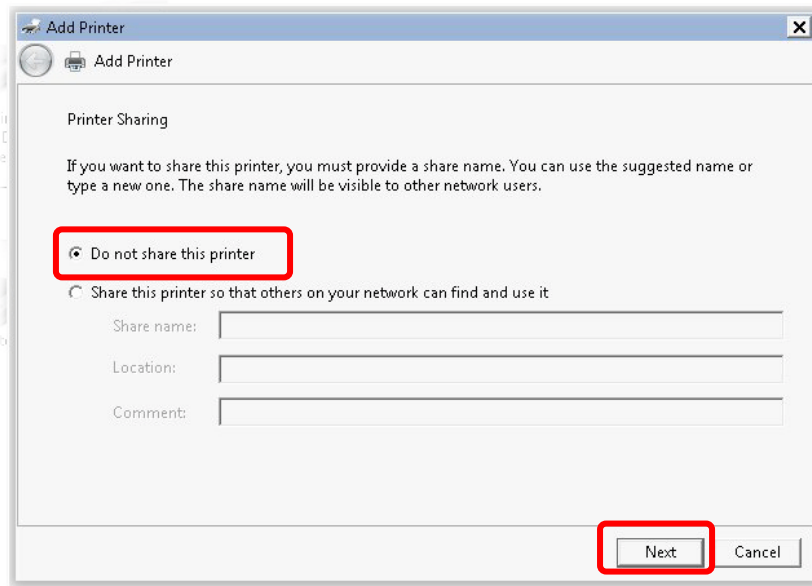 Add Printer
Add Printer
Printer Sharing
If you want to share this printer, you must provide a share name. You can use the suggested name or
type a new one. The share name will be visible to other network users.
Do not share this printer
Share this printer so that others on your network can find and use it
Share name:
Location:
Comment:
Next
Cancel